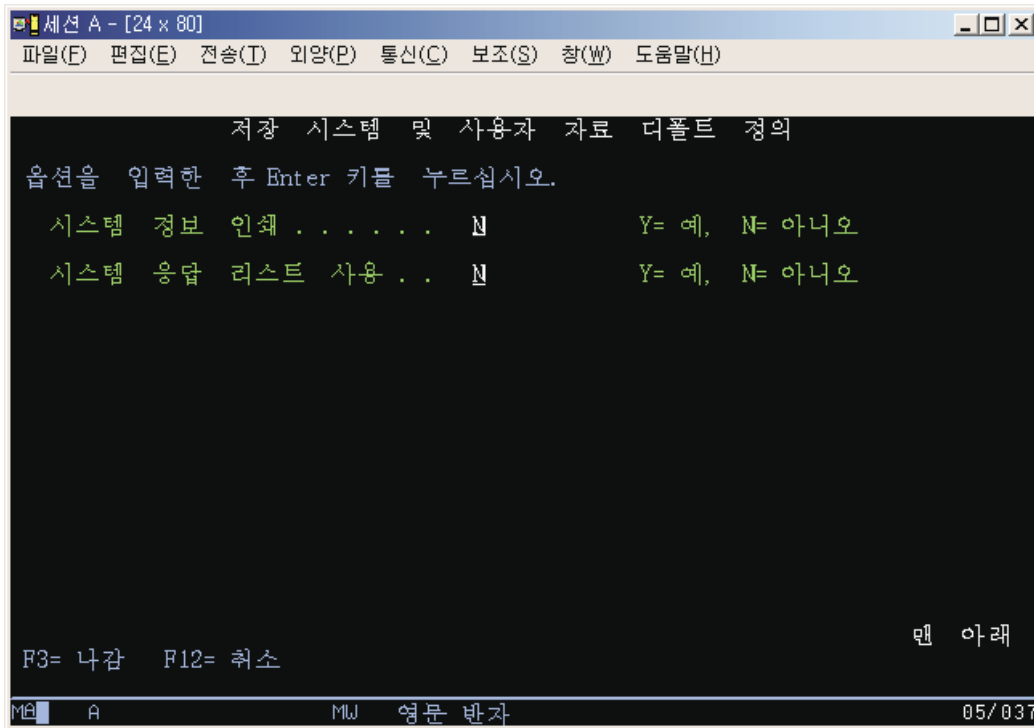 세션 A - [24 x 80]
파일(F) 편집(E) 전송(T) 외양(P) 통신(C) 보조(S) 창(W) 도움말(H)
저장 시스템 및 사용자 자료 디폴트 정의
옵션을 입력한 후 Enter 키를 누르십시오.
시스템 정보 인쇄 . . . . . . N Y= 예, N= 아니오
시스템 응답 리스트 사용 . . N Y= 예, N= 아니오
맨 아래
F3= 나감 F12= 취소
MA A MW 영문 반자 05/037